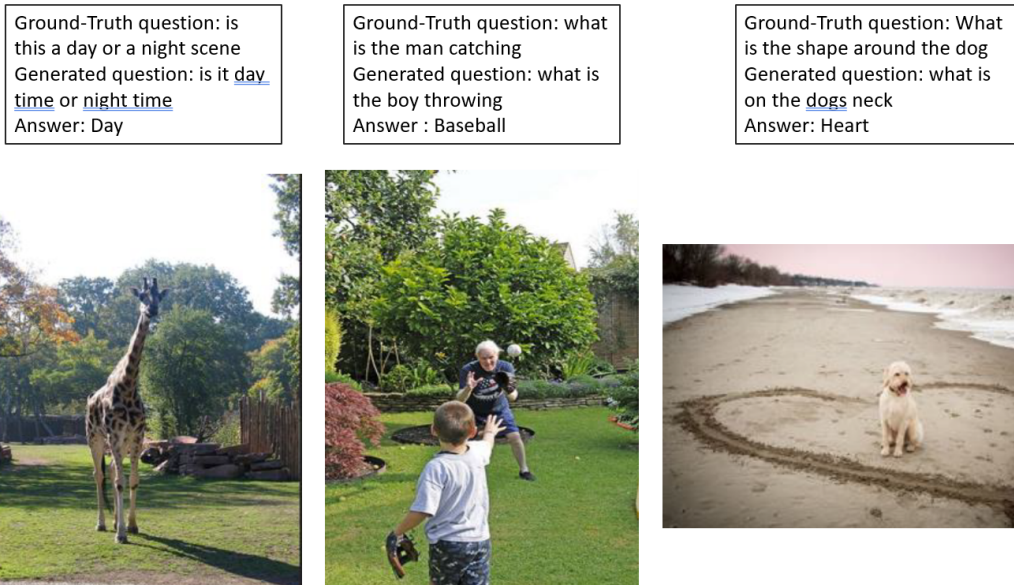 Ground-Truth question: is
this a day or a night scene
Generated question: is it day
time or night time
Answer: Day
Ground-Truth question: what
is the man catching
Generated question: what is
the boy throwing
Answer : Baseball
Ground-Truth question: What
is the shape around the dog
Generated question: what is
on the dogs neck
Answer: Heart